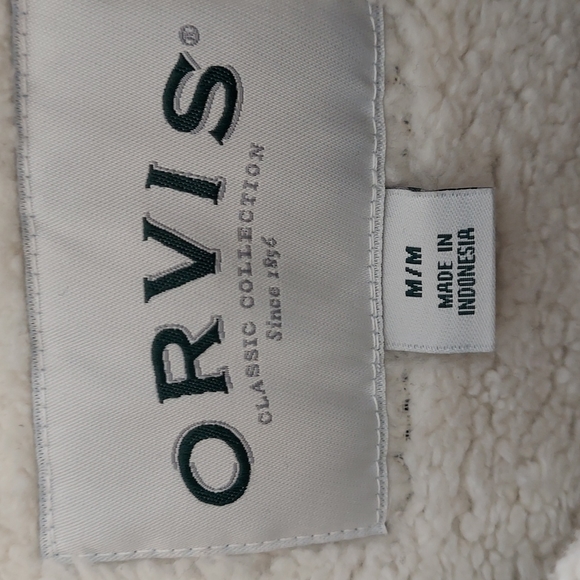 ORVIS®
CLASSIC COLLECTION
Since 1856
M/M
MADE IN
INDONESIA